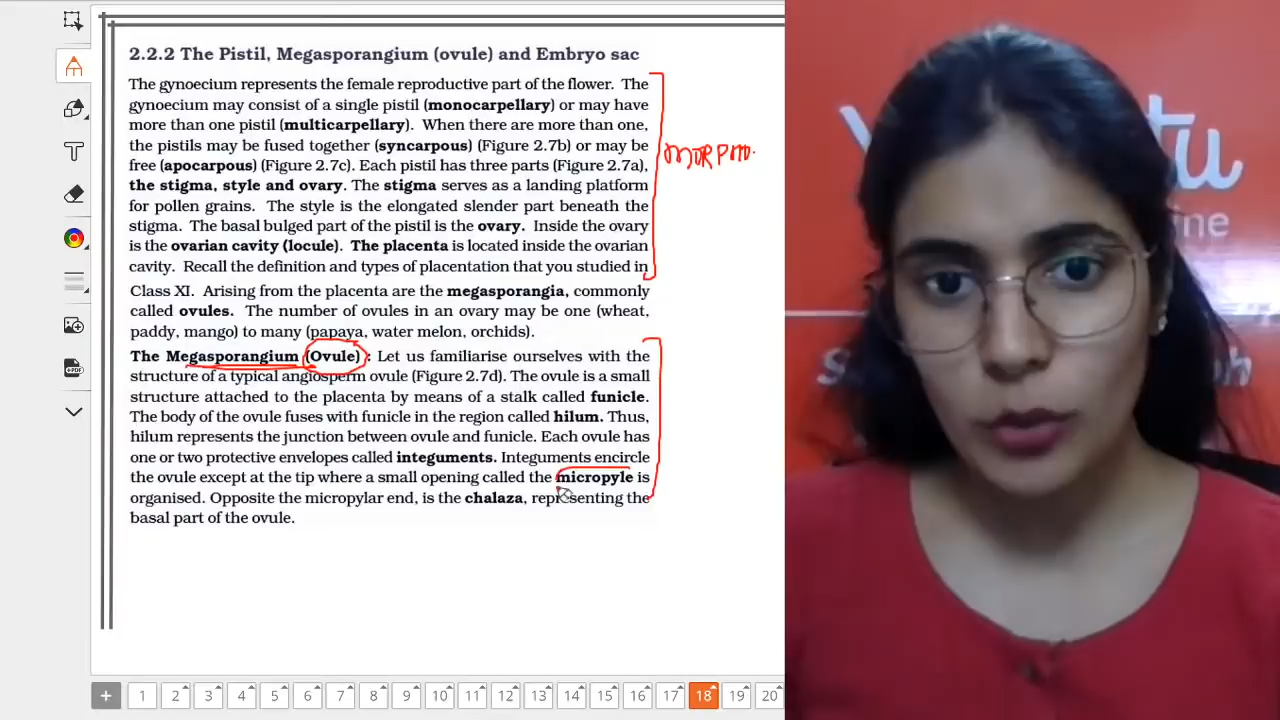 2.2.2 The Pistil, Megasporangium (ovule) and Embryo sac
The gynoecium represents the female reproductive part of the flower. The
gynoecium may consist of a single pistil (monocarpellary) or may have
more than one pistil (multicarpellary). When there are more than one,
the pistils may be fused together (syncarpous) (Figure 2.7b) or may be
free (apocarpous) (Figure 2.7c). Each pistil has three parts (Figure 2.7a),
the stigma, style and ovary. The stigma serves as a landing platform
for pollen grains. The style is the elongated slender part beneath the
stigma. The basal bulged part of the pistil is the ovary. Inside the ovary
is the ovarian cavity (locule). The placenta is located inside the ovarian
cavity. Recall the definition and types of placentation that you studied in
Class XI. Arising from the placenta are the megasporangia, commonly
called ovules. The number of ovules in an ovary may be one (wheat,
paddy, mango) to many (papaya, water melon, orchids).
The Megasporangium (Ovule) : Let us familiarise ourselves with the
structure of a typical angiosperm ovule (Figure 2.7d). The ovule is a small
structure attached to the placenta by means of a stalk called funicle.
The body of the ovule fuses with funicle in the region called hilum. Thus,
hilum represents the junction between ovule and funicle. Each ovule has
one or two protective envelopes called integuments. Integuments encircle
the ovule except at the tip where a small opening called the micropyle is
organised. Opposite the micropylar end, is the chalaza, representing the
basal part of the ovule.
MORPHO.
T
+PDF
+ 1 2 3 4 5 6 7 8 9 10 11 12 13 14 15 16 17 18 19 20